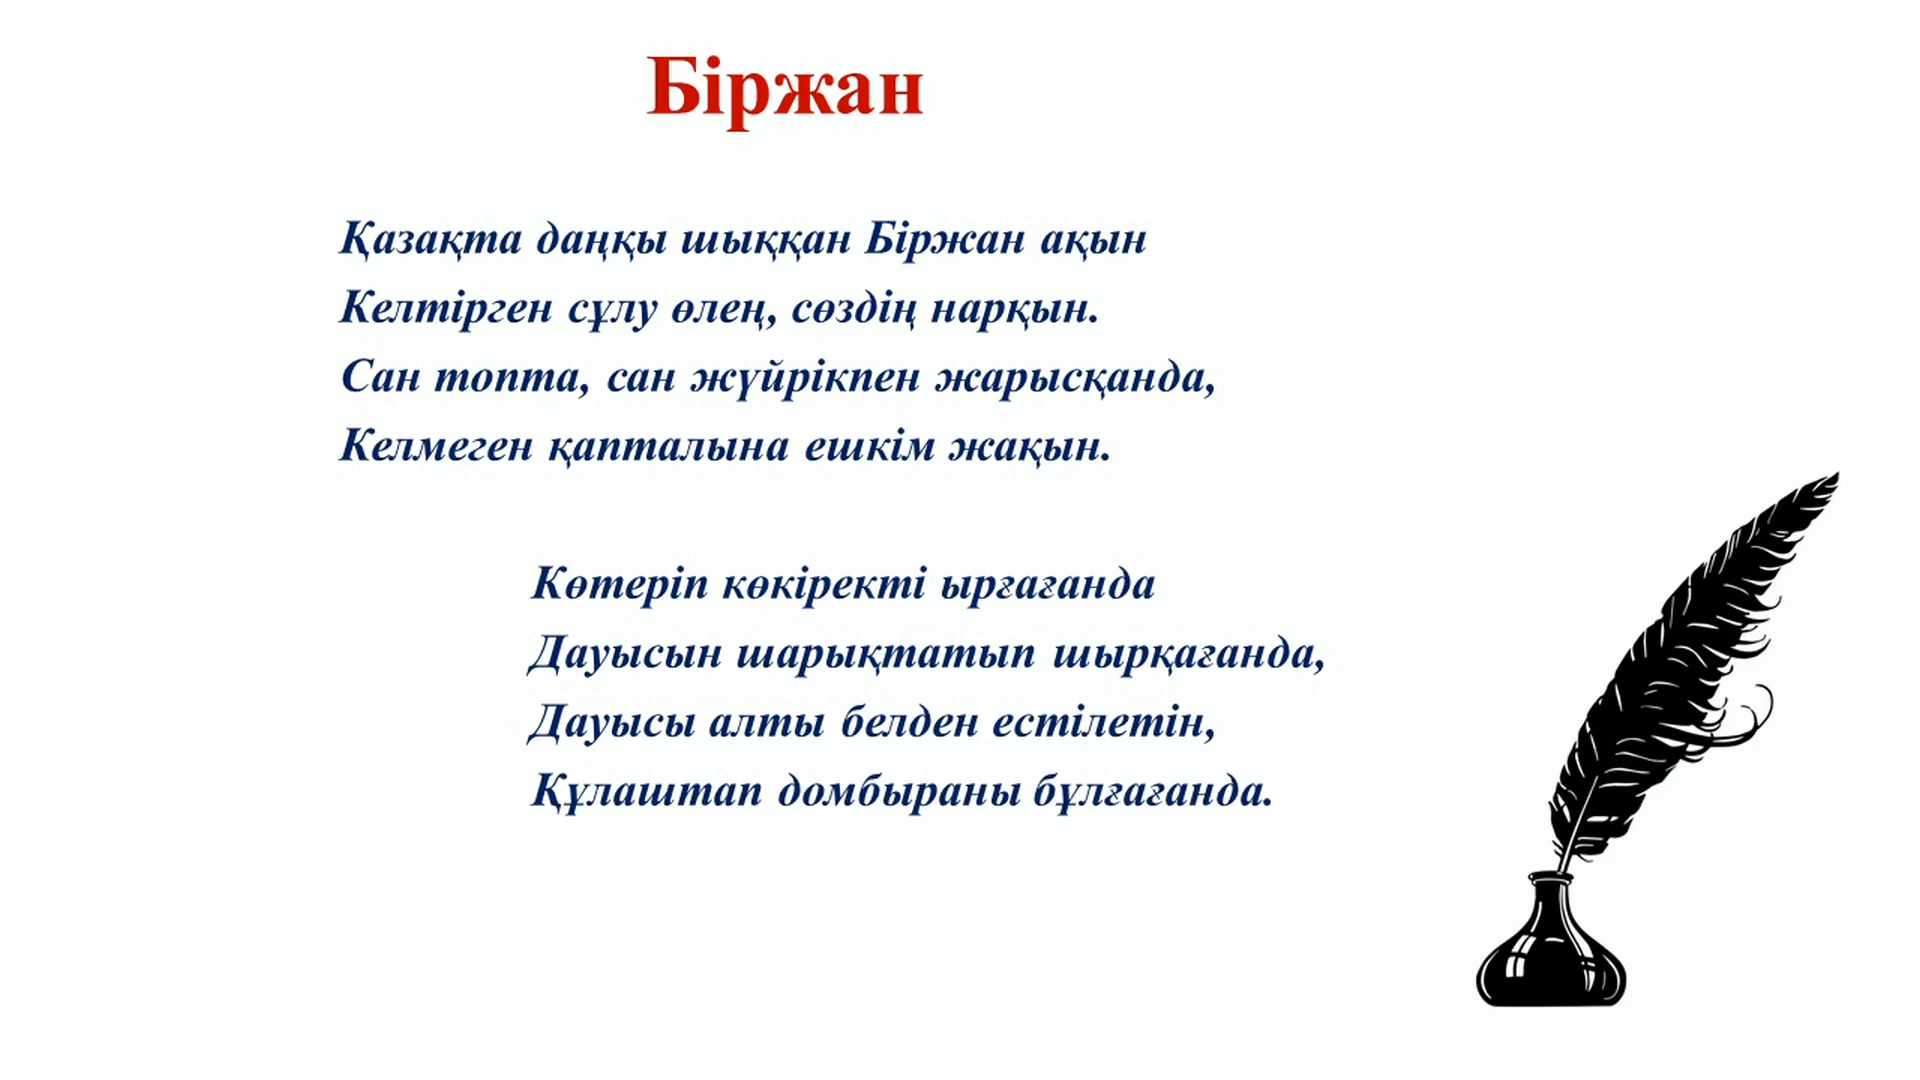 Біржан
Қазақта даңқы шыққан Біржан ақын
Келтірген сұлу өлең, сөздің нарқын.
Сан топта, сан жүйрікпен жарысқанда,
Келмеген қапталына ешкім жақын.
Көтеріп көкіректі ырғағанда
Дауысын шарықтатып шырқағанда,
Дауысы алты белден естілетін,
Құлаштап домбыраны бұлғағанда.